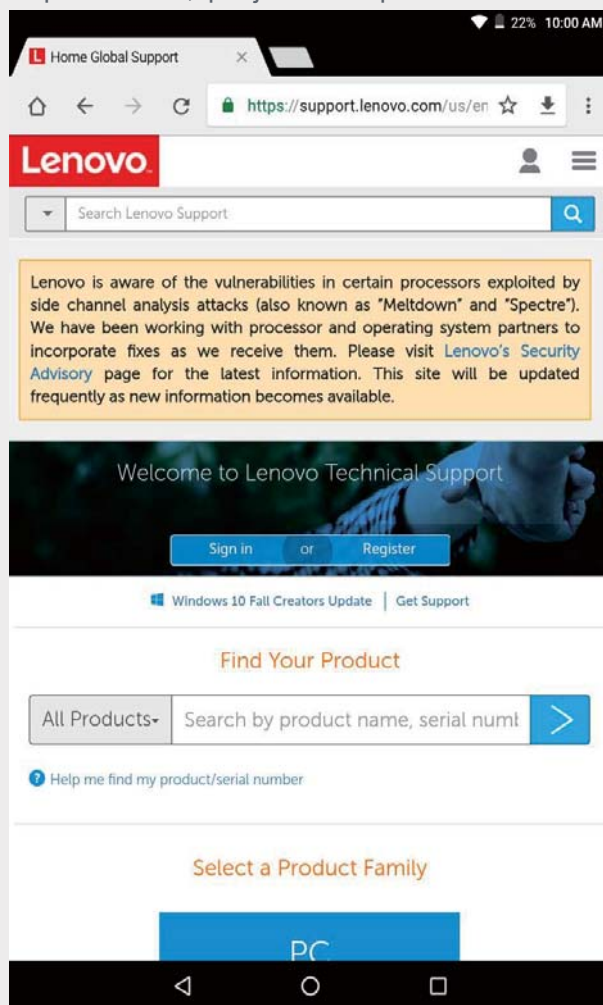 22% 10:00 AM
L Home Global Support
https://support.lenovo.com/us/en
Lenovo
Search Lenovo Support
Lenovo is aware of the vulnerabilities in certain processors exploited by
side channel analysis attacks (also known as "Meltdown" and "Spectre").
We have been working with processor and operating system partners to
incorporate fixes as we receive them. Please visit Lenovo's Security
Advisory page for the latest information. This site will be updated
frequently as new information becomes available.
Welcome to Lenovo Technical Support
Sign in or Register
Windows 10 Fall Creators Update | Get Support
Find Your Product
All Products Search by product name, serial numb
? Help me find my product/serial number
Select a Product Family
PC